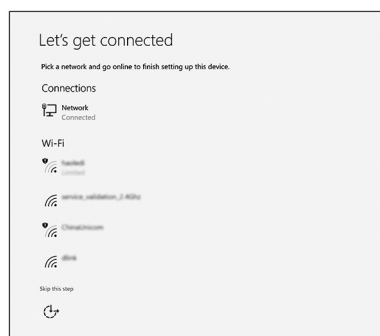 Let's get connected
Pick a network and go online to finish setting up this device.
Connections
Network
Connected
Wi-Fi
Limited
service_validation_2.4Ghz
ChinaUnicom
dlink
Skip this step